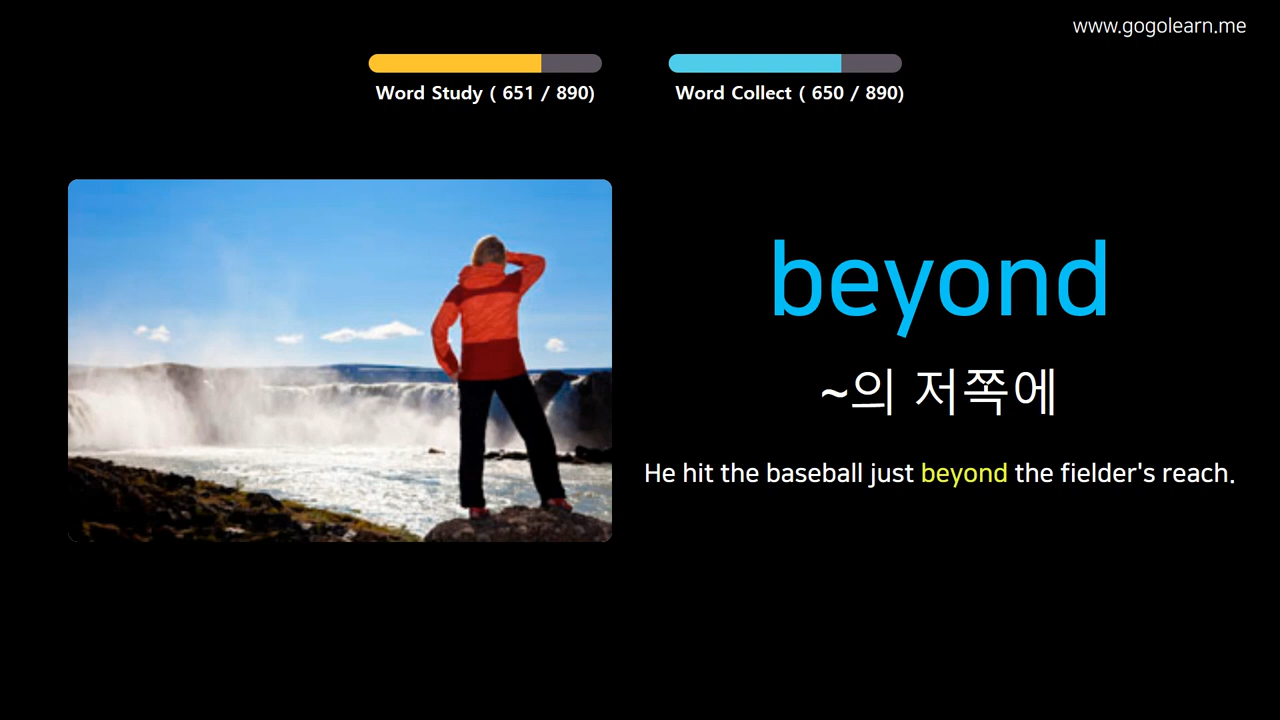 www.gogolearn.me
Word Study ( 651 / 890)
Word Collect ( 650 / 890)
beyond
~의 저쪽에
He hit the baseball just beyond the fielder's reach.